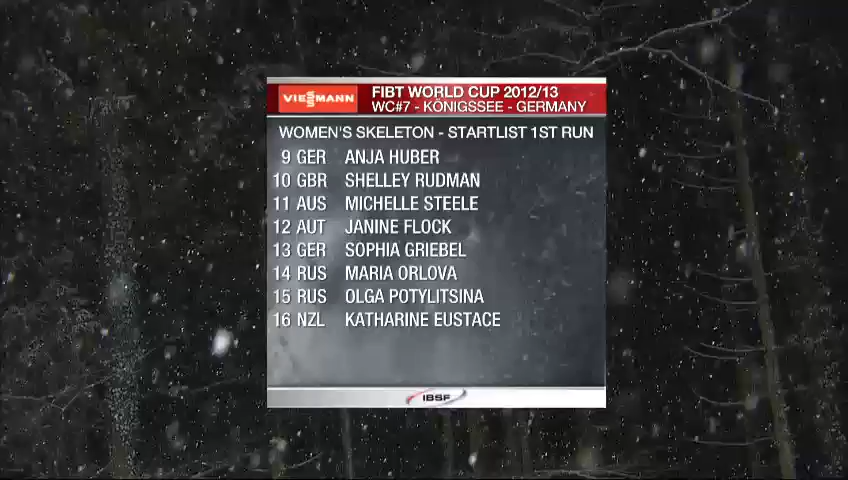 VIESSMANN
FIBT WORLD CUP 2012/13
WC#7 - KÖNIGSSEE - GERMANY
WOMEN'S SKELETON - STARTLIST 1ST RUN
9 GER ANJA HUBER
10 GBR SHELLEY RUDMAN
11 AUS MICHELLE STEELE
12 AUT JANINE FLOCK
13 GER SOPHIA GRIEBEL
14 RUS MARIA ORLOVA
15 RUS OLGA POTYLITSINA
16 NZL KATHARINE EUSTACE
IBSF